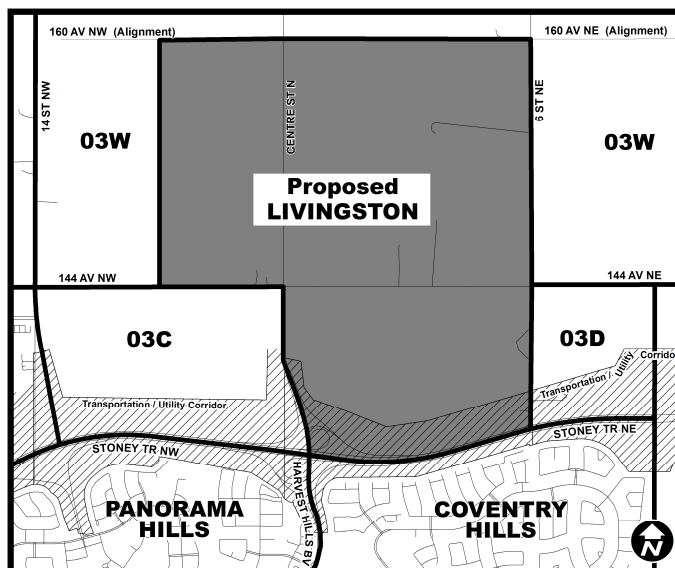 160 AV NW (Alignment)
160 AV NE (Alignment)
14 ST NW
CENTRE ST N
6 ST NE
03W
03W
Proposed
LIVINGSTON
144 AV NW
144 AV NE
03C
03D
Transportation / Utility Corridor
Transportation / Utility Corridor
STONEY TR NW
STONEY TR NE
HARVEST HILLS BV
PANORAMA
HILLS
COVENTRY
HILLS
N